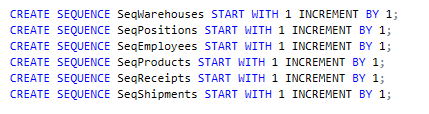 CREATE SEQUENCE SeqWarehouses START WITH 1 INCREMENT BY 1;
CREATE SEQUENCE SeqPositions START WITH 1 INCREMENT BY 1;
CREATE SEQUENCE SeqEmployees START WITH 1 INCREMENT BY 1;
CREATE SEQUENCE SeqProducts START WITH 1 INCREMENT BY 1;
CREATE SEQUENCE SeqReceipts START WITH 1 INCREMENT BY 1;
CREATE SEQUENCE SeqShipments START WITH 1 INCREMENT BY 1;